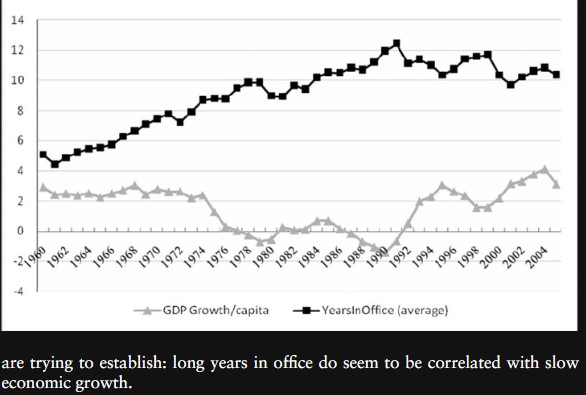 14
12
10
8
6
4
2
0
-2
-4
1960 1962 1964 1966 1968 1970 1972 1974 1976 1978 1980 1982 1984 1986 1988 1990 1992 1994 1996 1998 2000 2002 2004
GDP Growth/capita YearsInOffice (average)
are trying to establish: long years in office do seem to be correlated with slow
economic growth.